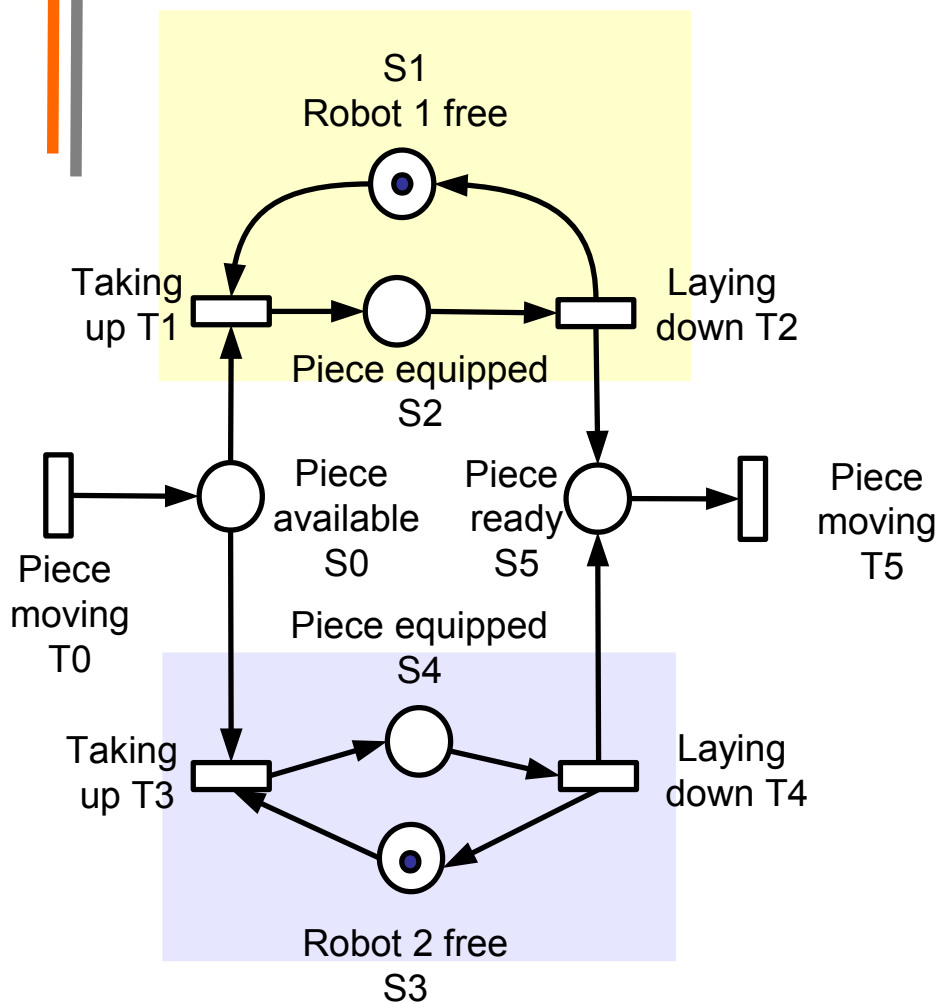 S1
Robot 1 free
Taking
up T1
Laying
down T2
Piece equipped
S2
Piece
available
S0
Piece
ready
S5
Piece
moving
T5
Piece
moving
T0
Piece equipped
S4
Taking
up T3
Laying
down T4
Robot 2 free
S3